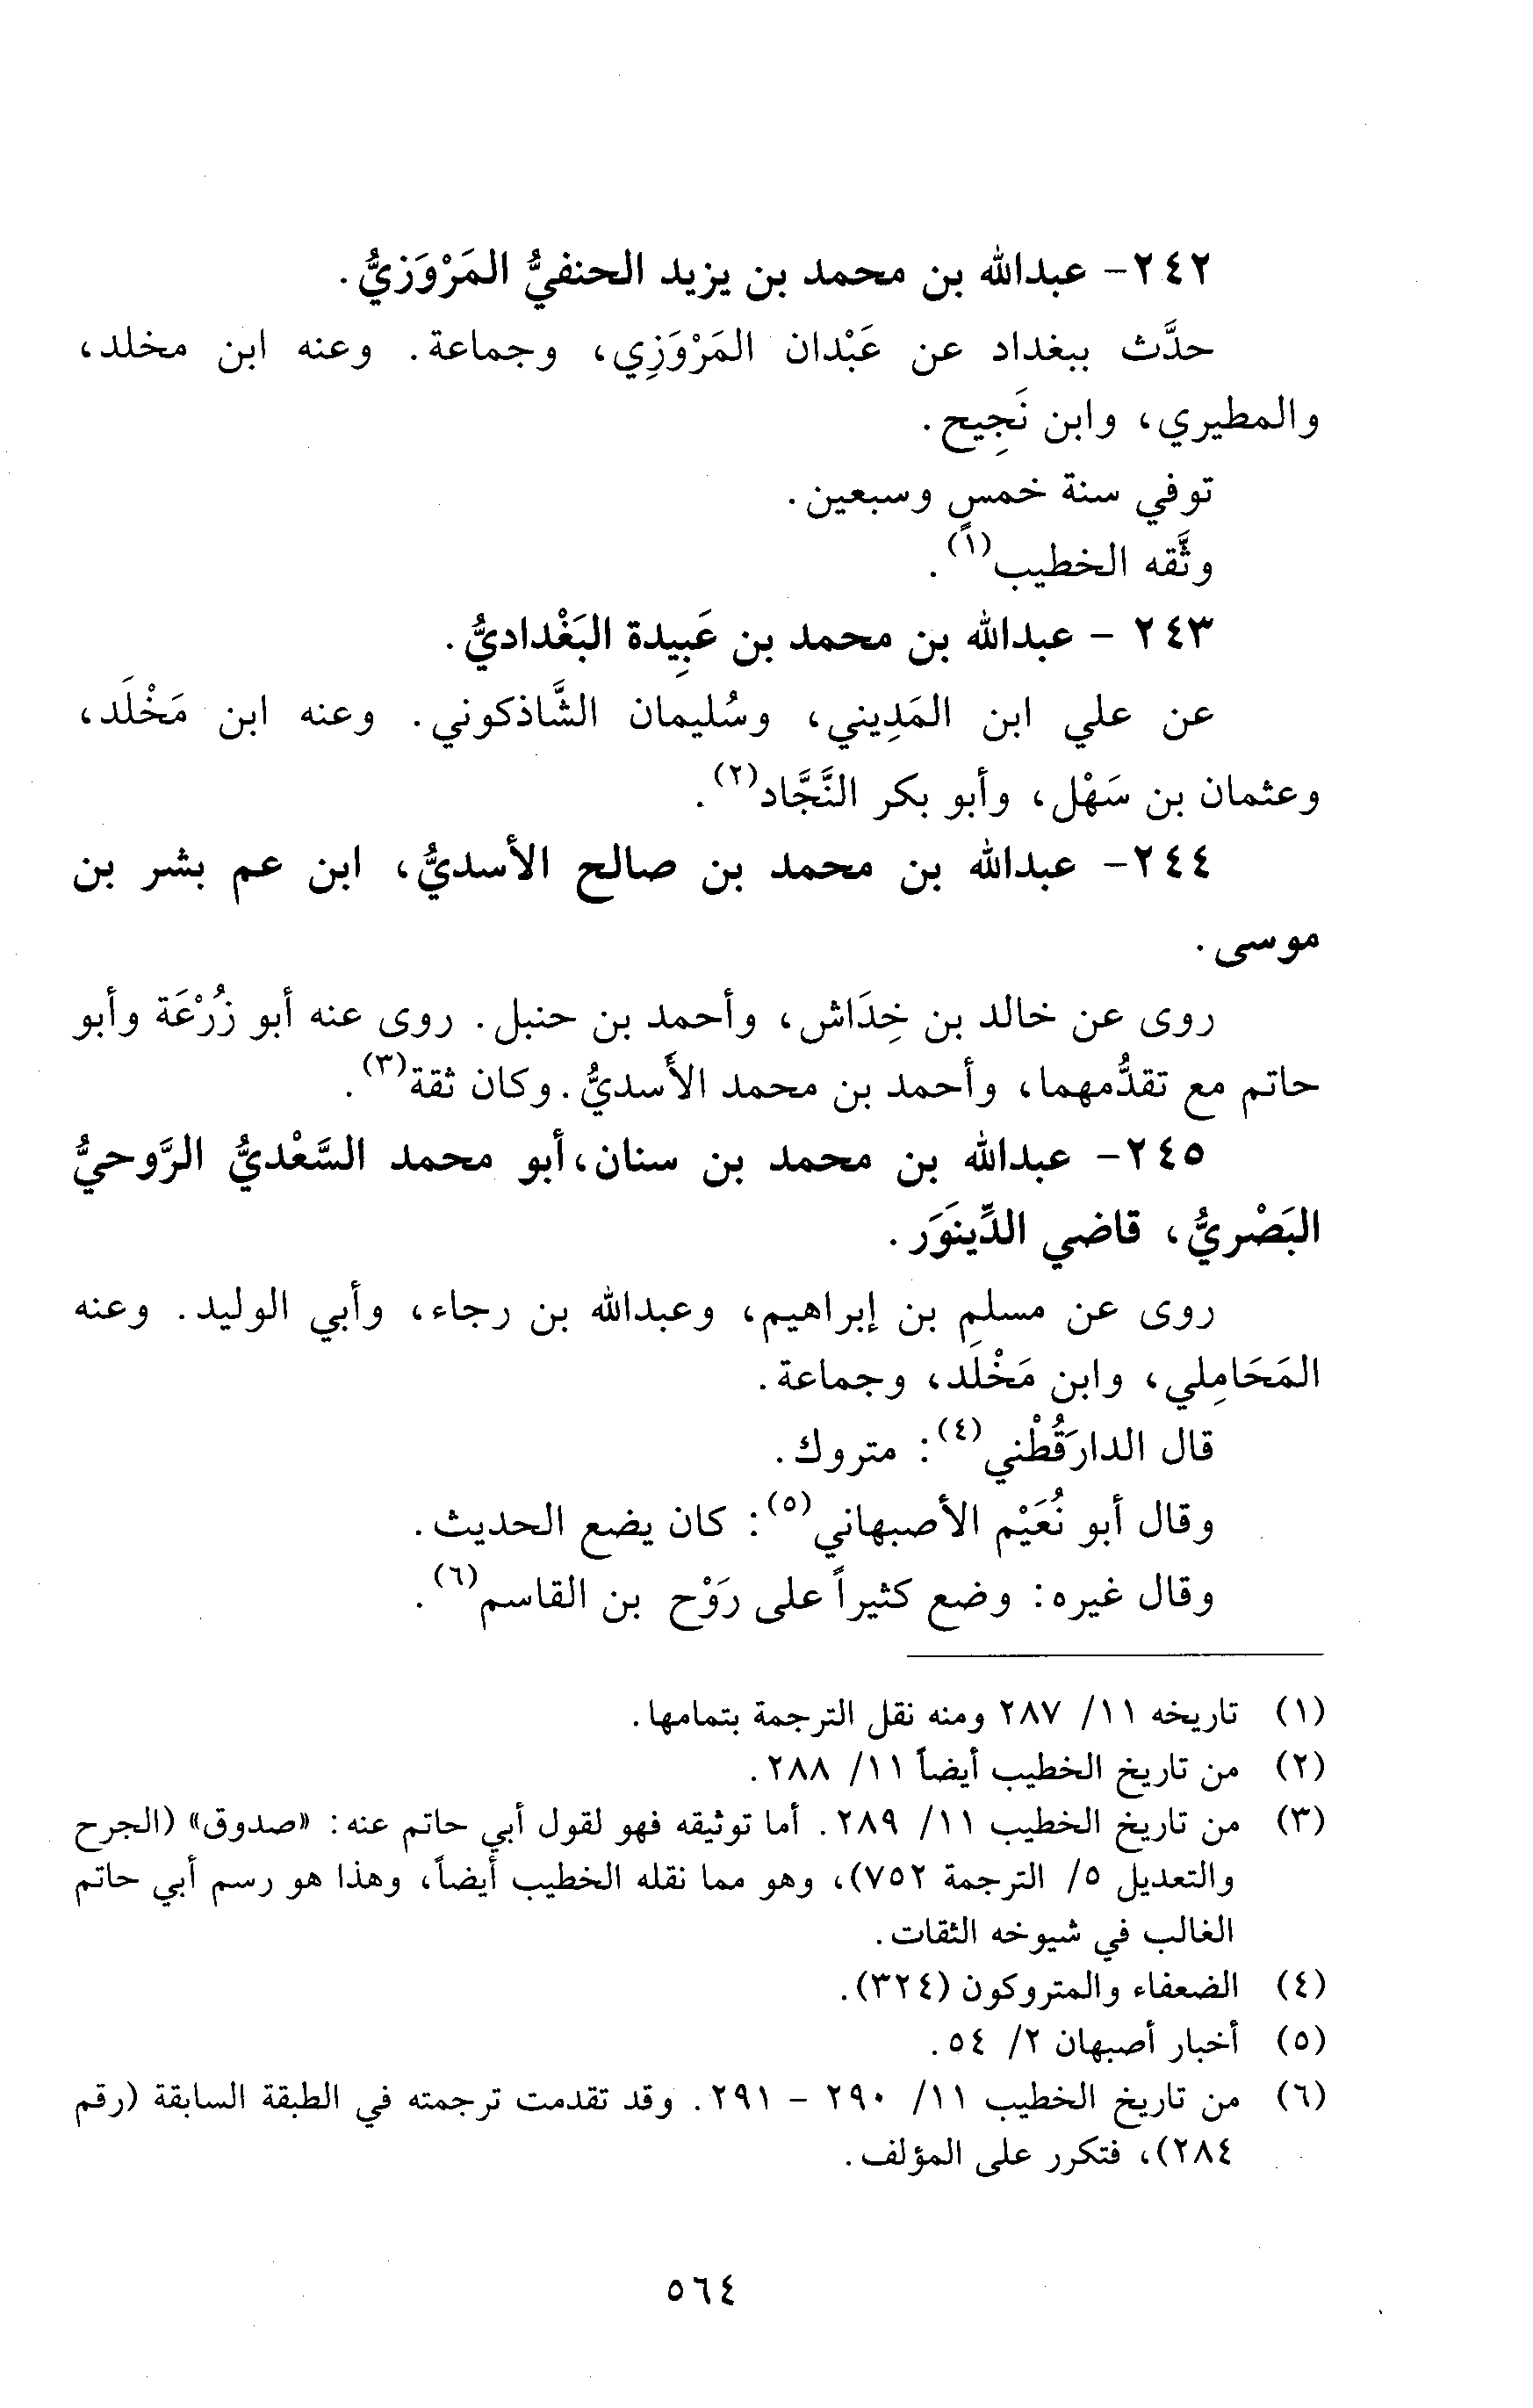 ٢٤٢- عبدالله بن محمد بن يزيد الحنفيُّ المَرْوَزيُّ.
حدَّث ببغداد عن عَبْدان المَرْوَزِي، وجماعة. وعنه ابن مخلد،
والمطيري، وابن نَجِيح.
توفي سنة خمسٍ وسبعين.
وثَّقه الخطيب(١).
٢٤٣ - عبدالله بن محمد بن عَبِيدة البَغْداديُّ.
عن علي ابن المَدِيني، وسُليمان الشَّاذكوني. وعنه ابن مَخْلَد،
وعثمان بن سَهْل، وأبو بكر النَّجَّاد(٢).
٢٤٤- عبدالله بن محمد بن صالح الأسديُّ، ابن عم بشر بن
موسى.
روى عن خالد بن خِدَاش، وأحمد بن حنبل. روى عنه أبو زُرْعَة وأبو
حاتم مع تقدُّمهما، وأحمد بن محمد الأَسديُّ. وكان ثقة(٣).
٢٤٥- عبدالله بن محمد بن سنان، أبو محمد السَّعْديُّ الرَّوحيُّ
البَصْريُّ، قاضي الدِّينَوَر.
روى عن مسلم بن إبراهيم، وعبدالله بن رجاء، وأبي الوليد. وعنه
المَحَامِلي، وابن مَخْلَد، وجماعة.
قال الدارَقُطْني(٤): متروك.
وقال أبو نُعَيْم الأصبهاني(٥): كان يضع الحديث.
وقال غيره: وضع كثيراً على رَوْح بن القاسم(٦).
(١) تاريخه ١١/ ٢٨٧ ومنه نقل الترجمة بتمامها.
(٢) من تاريخ الخطيب أيضاً ١١/ ٢٨٨.
(٣) من تاريخ الخطيب ١١/ ٢٨٩. أما توثيقه فهو لقول أبي حاتم عنه: «صدوق» (الجرح
والتعديل ٥/ الترجمة ٧٥٢)، وهو مما نقله الخطيب أيضاً، وهذا هو رسم أبي حاتم
الغالب في شيوخه الثقات.
(٤) الضعفاء والمتروكون (٣٢٤).
(٥) أخبار أصبهان ٢/ ٥٤.
(٦) من تاريخ الخطيب ١١/ ٢٩٠ - ٢٩١. وقد تقدمت ترجمته في الطبقة السابقة (رقم
٢٨٤)، فتكرر على المؤلف.
٥٦٤